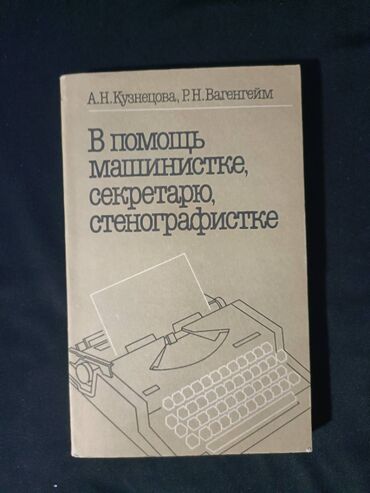 А.Н.Кузнецова, Р.Н.Вагенгейм
В помощь
машинистке,
секретарю,
стенографистке